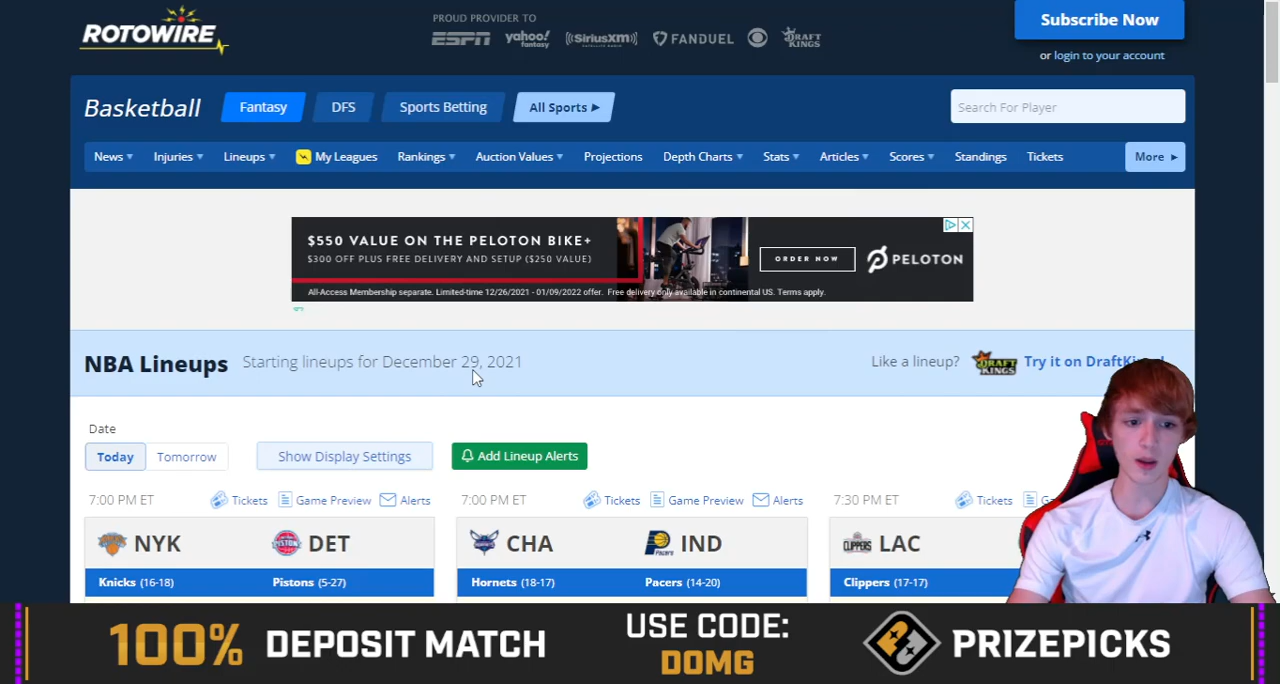 ROTOWIRE
PROUD PROVIDER TO
ESPN yahoo! fantasy ((SiriusXM)) SATELLITE RADIO FANDUEL DRAFT KINGS
Subscribe Now
or login to your account
Basketball Fantasy DFS Sports Betting All Sports ▸ Search For Player
News Injuries Lineups My Leagues Rankings Auction Values Projections Depth Charts Stats Articles Scores Standings Tickets More ▸
$550 VALUE ON THE PELOTON BIKE+
$300 OFF PLUS FREE DELIVERY AND SETUP ($250 VALUE)
ORDER NOW PELOTON
All-Access Membership separate. Limited-time 12/26/2021 - 01/09/2022 offer. Free delivery only available in continental US. Terms apply.
NBA Lineups Starting lineups for December 29, 2021 Like a lineup? DRAFT KINGS Try it on
Date
Today Tomorrow Show Display Settings Add Lineup Alerts
7:00 PM ET Tickets Game Preview Alerts 7:00 PM ET Tickets Game Preview Alerts 7:30 PM ET Tickets
NYK DET CHA IND LAC
Knicks (16-18) Pistons (5-27) Hornets (18-17) Pacers (14-20) Clippers (17-17)
100% DEPOSIT MATCH USE CODE: DOMG PRIZEPICKS